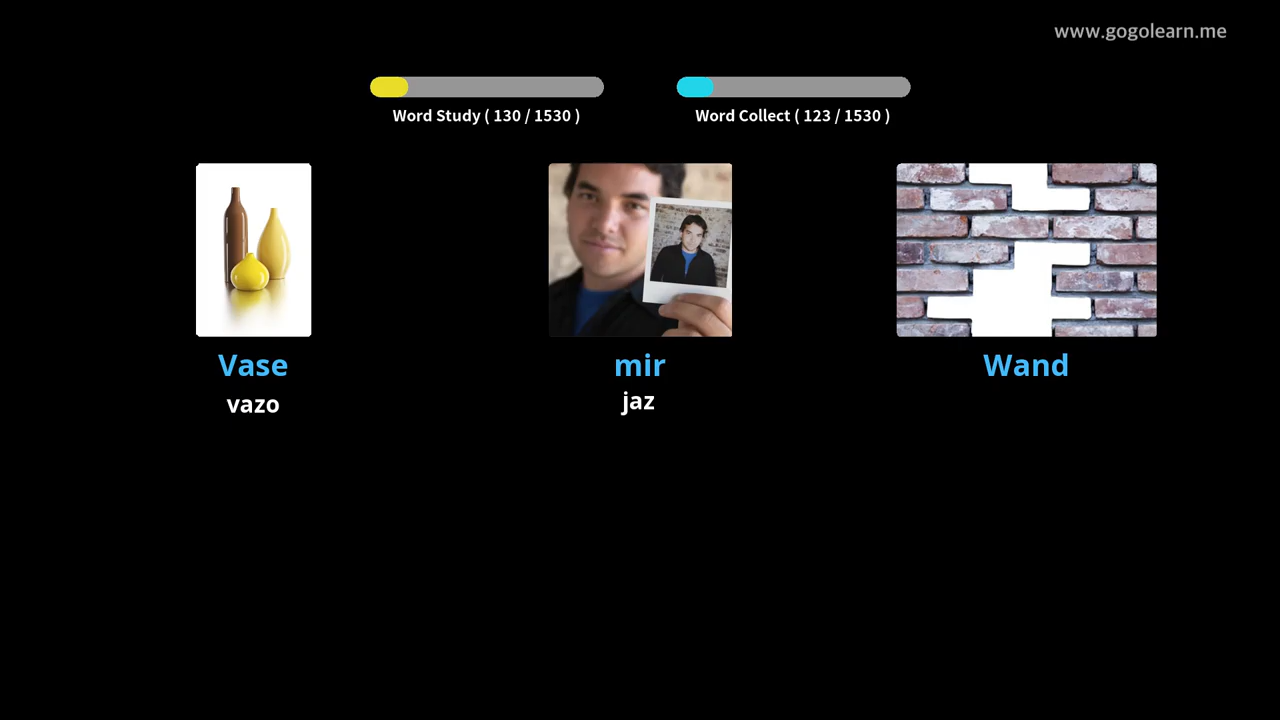 www.gogolearn.me
Word Study ( 130 / 1530 )
Word Collect ( 123 / 1530 )
Vase
mir
Wand
vazo
jaz